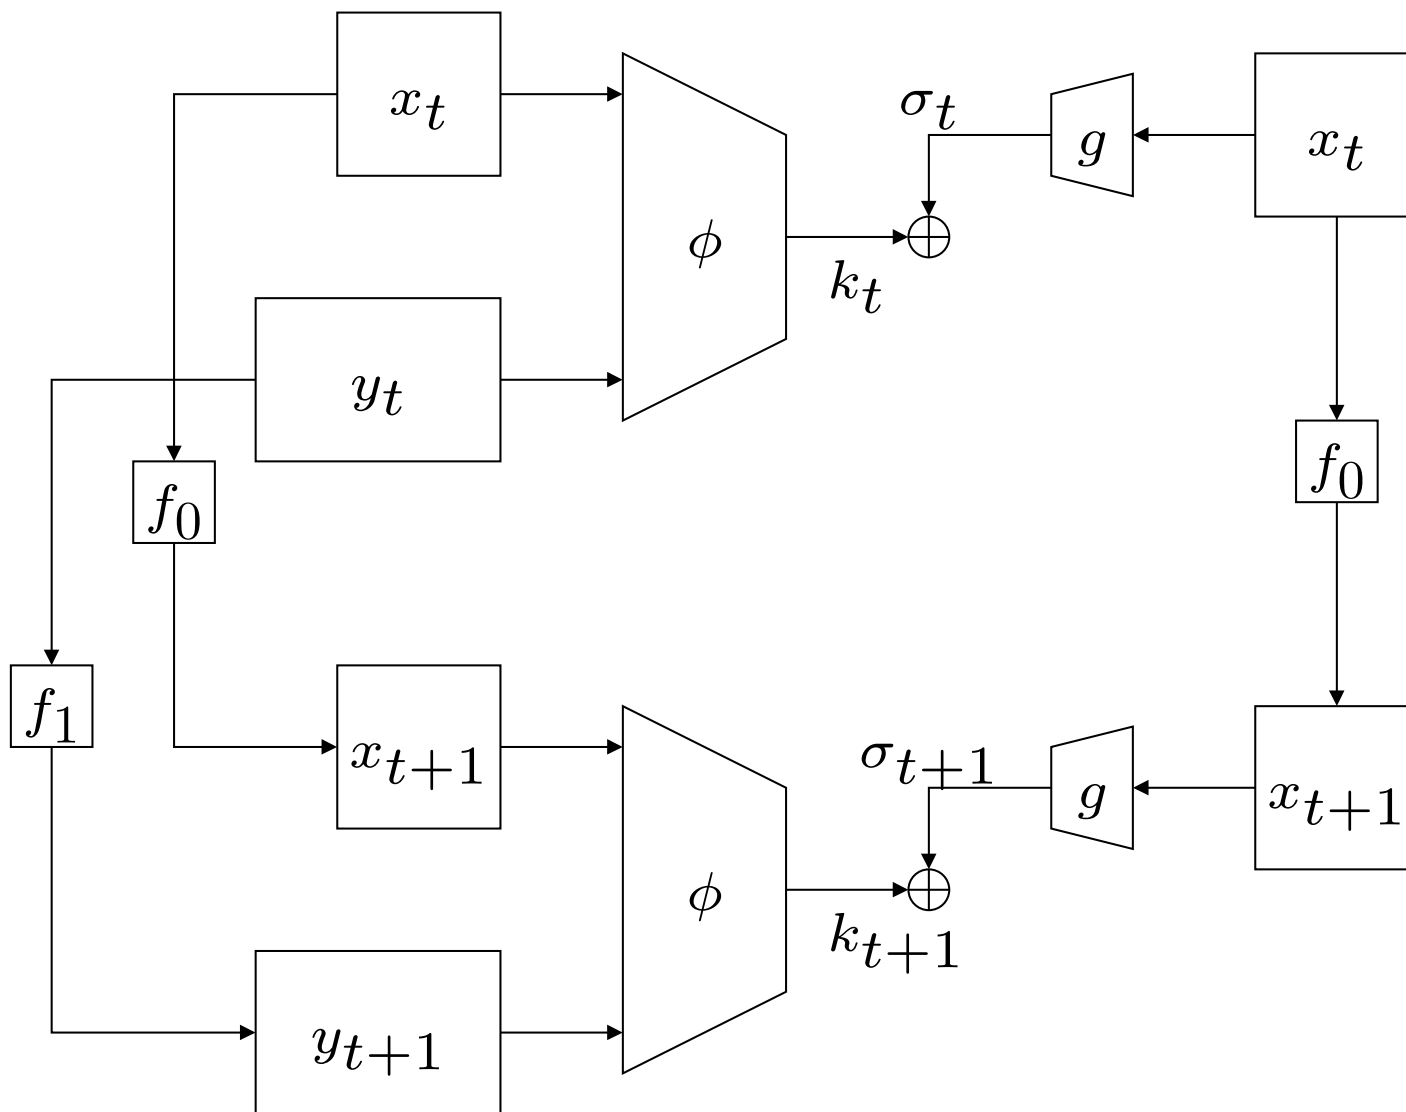 x_t
σ_t
g
x_t
ϕ
k_t
y_t
f_0
f_0
f_1
x_{t+1}
σ_{t+1}
g
x_{t+1}
ϕ
k_{t+1}
y_{t+1}